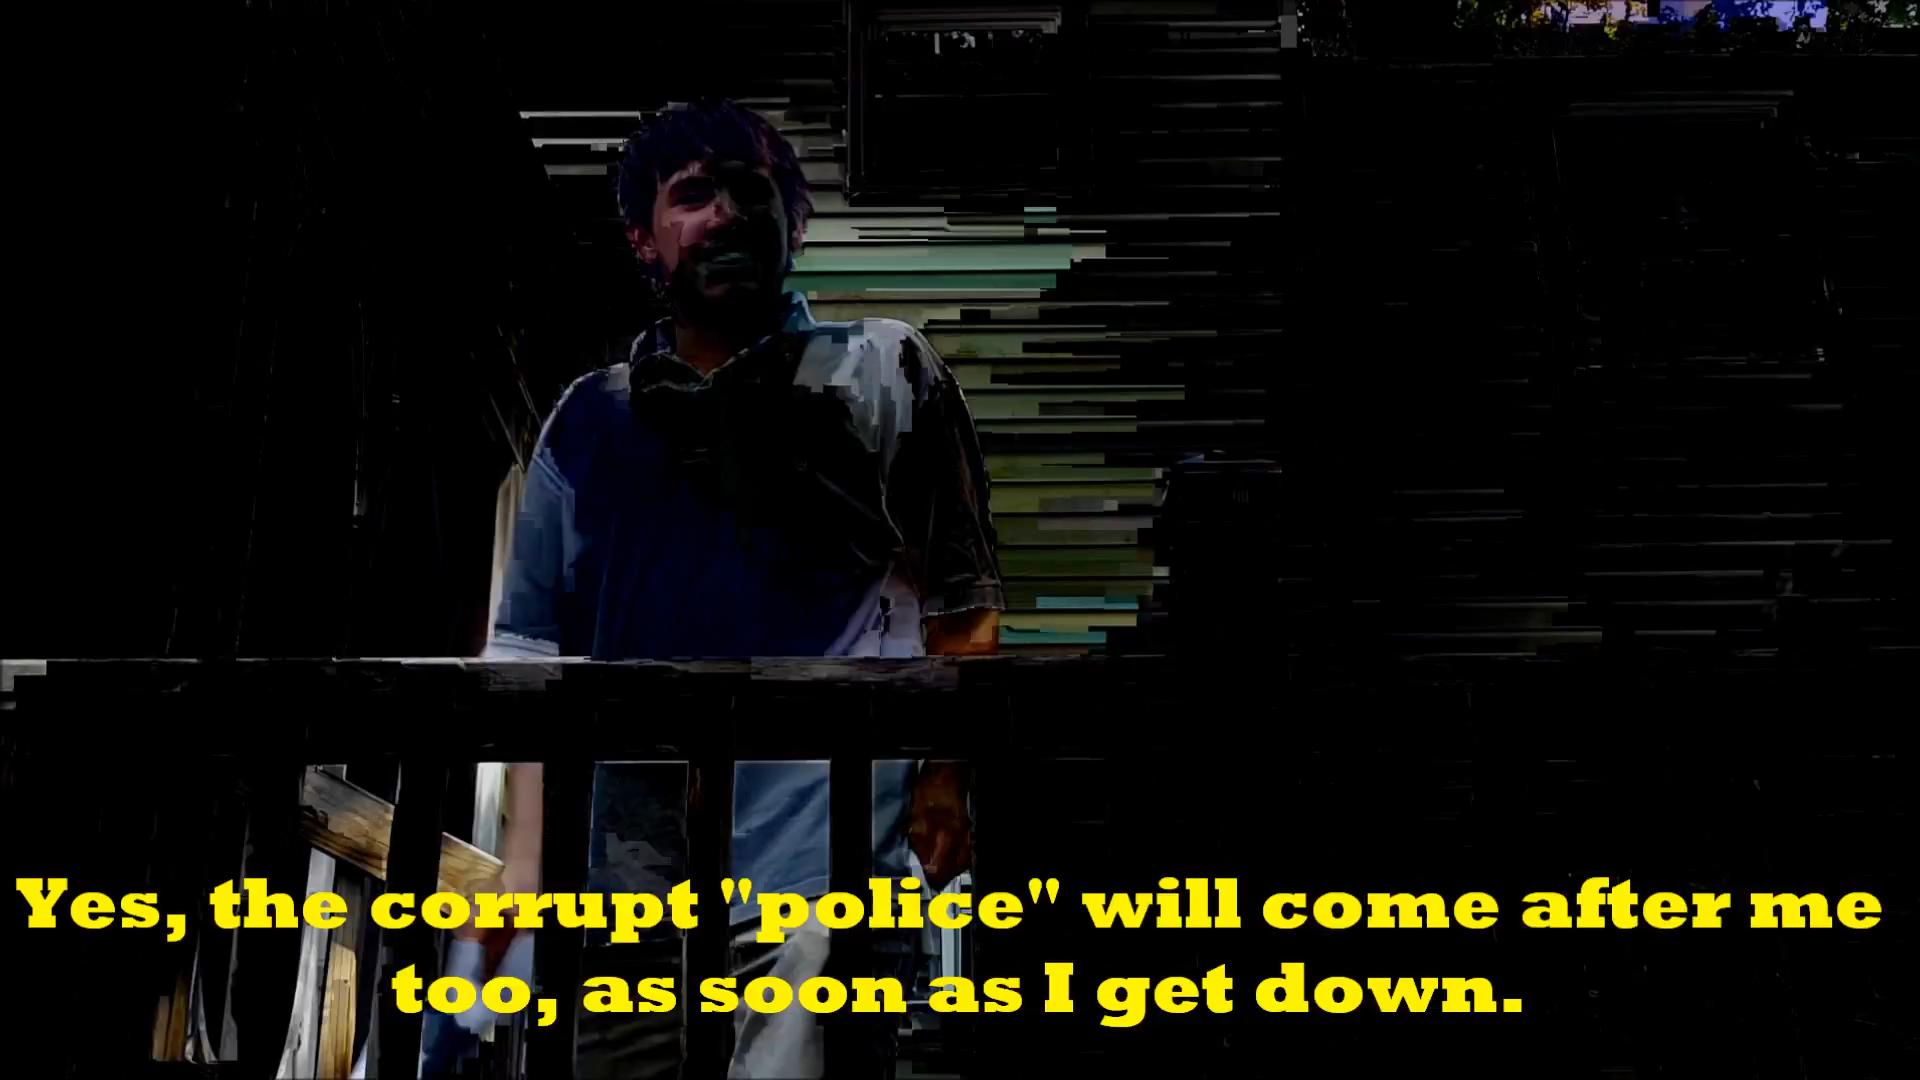 Yes, the corrupt "police" will come after me
too, as soon as I get down.